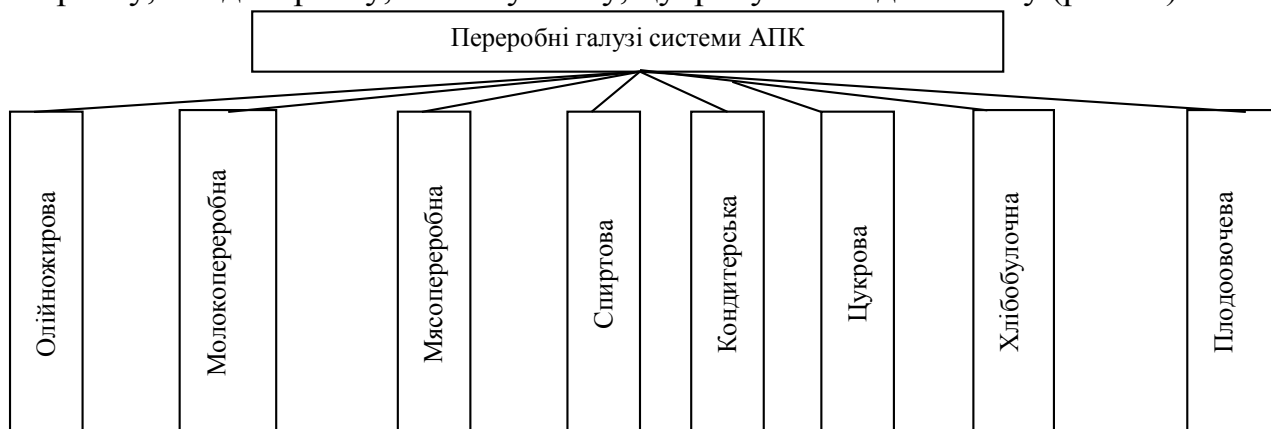 Переробні галузі системи АПК
Олійножирова
Молокопереробна
Мясопереробна
Спиртова
Кондитерська
Цукрова
Хлібобулочна
Плодоовочева